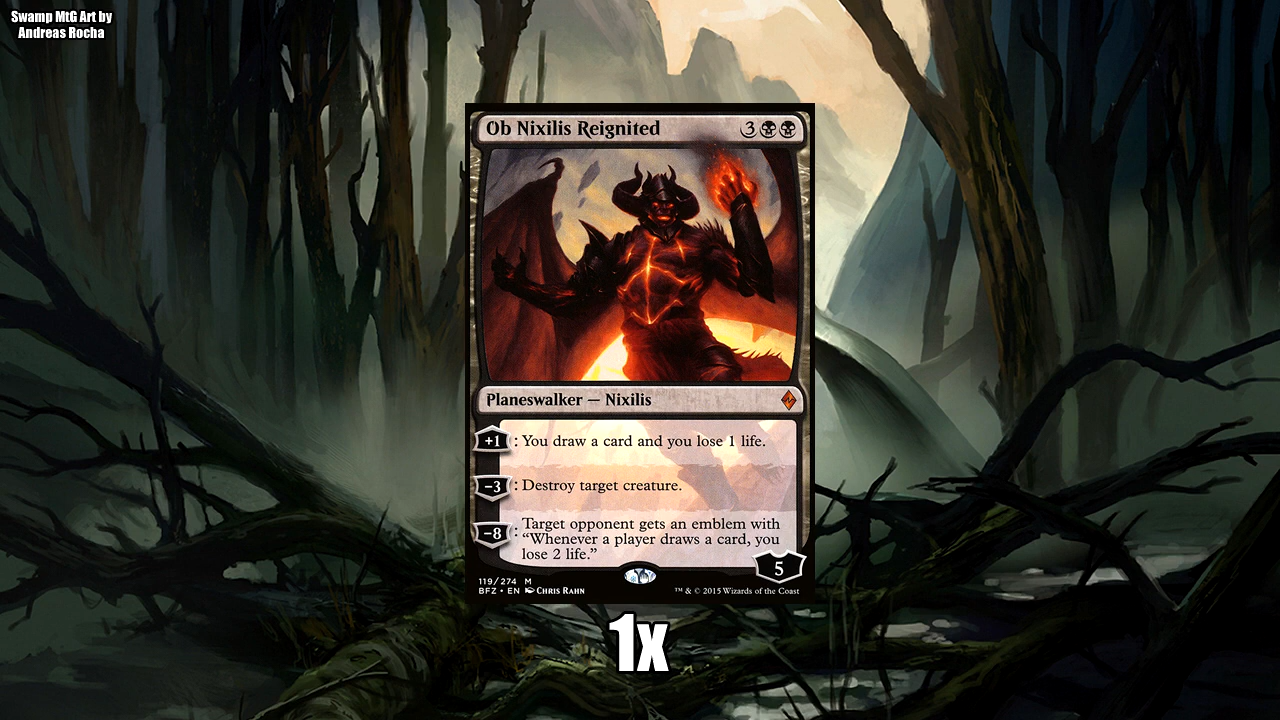 Swamp MtG Art by
Andreas Rocha
Ob Nixilis Reignited 3
Planeswalker — Nixilis
+1 : You draw a card and you lose 1 life.
−3 : Destroy target creature.
−8 : Target opponent gets an emblem with
“Whenever a player draws a card, you
lose 2 life.”
5
119/274 M
BFZ • EN Chris Rahn
™ & © 2015 Wizards of the Coast
1x